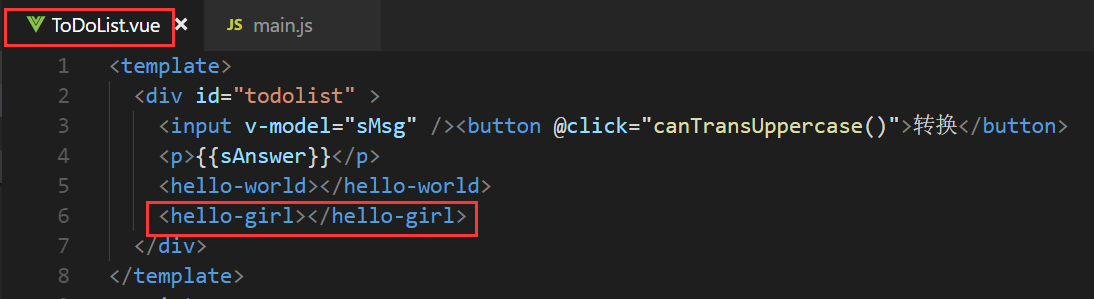 ToDoList.vue × JS main.js
1 <template>
2 <div id="todolist" >
3 <input v-model="sMsg" /><button @click="canTransUppercase()">转换</button>
4 <p>{{sAnswer}}</p>
5 <hello-world></hello-world>
6 <hello-girl></hello-girl>
7 </div>
8 </template>